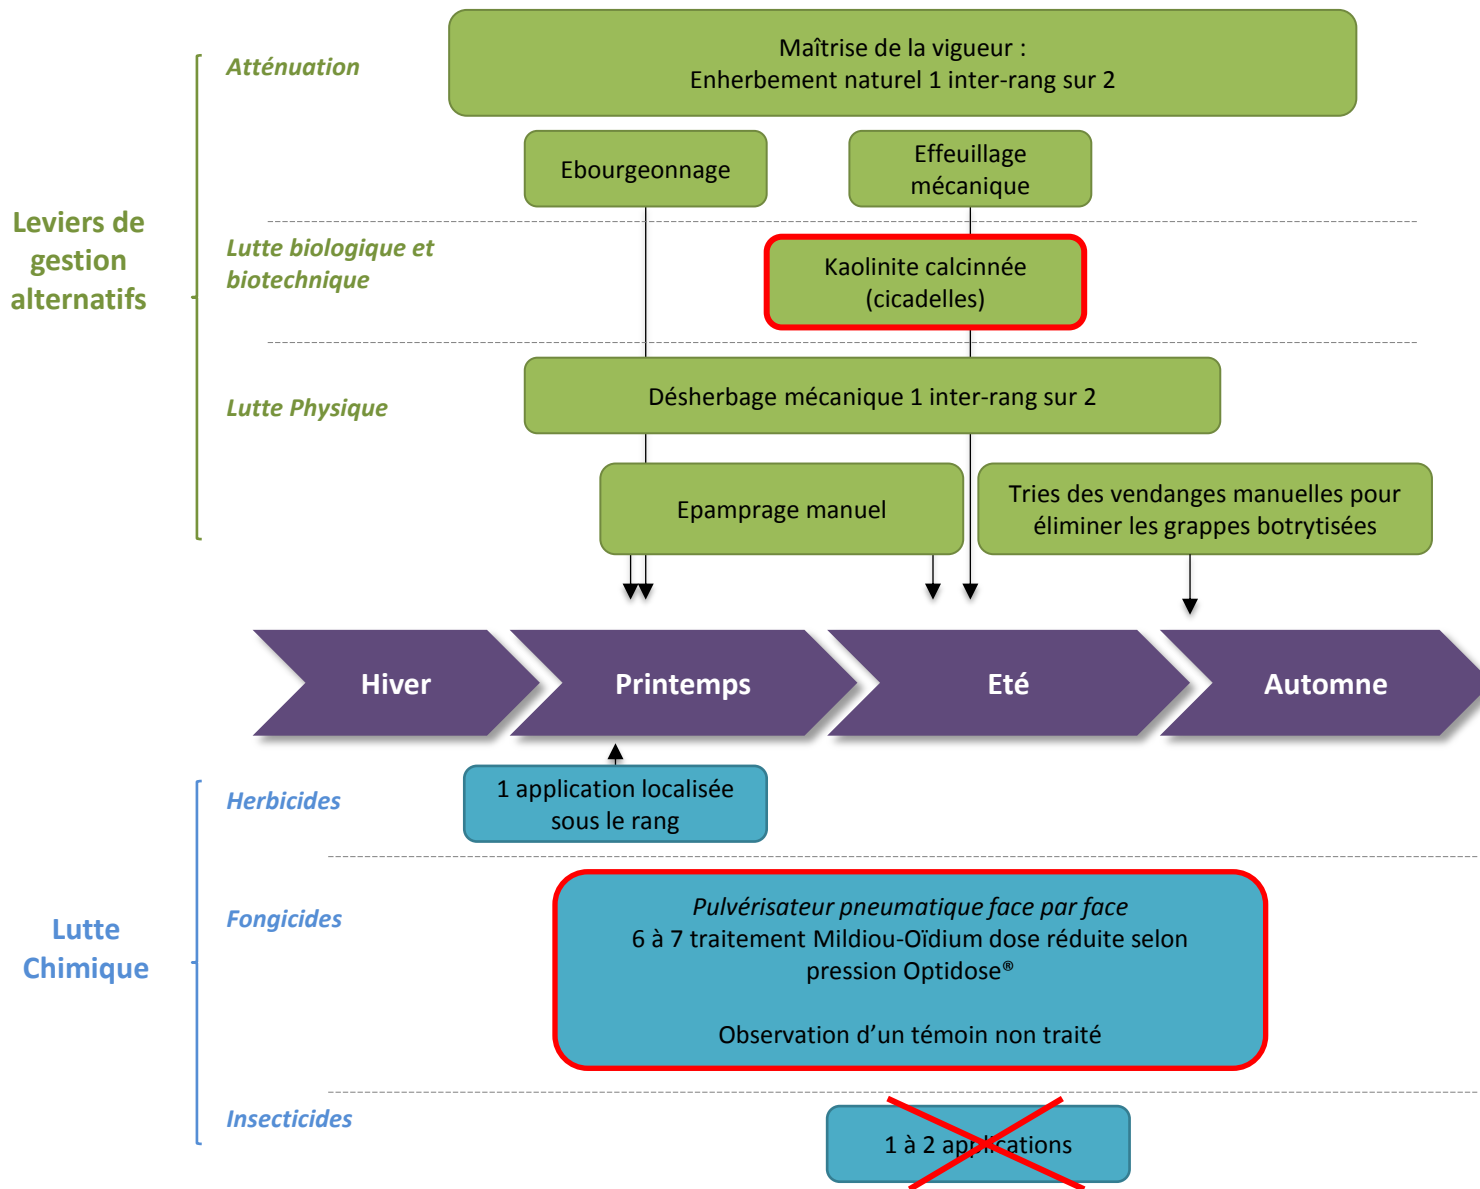 Atténuation
Maîtrise de la vigueur :
Enherbement naturel 1 inter-rang sur 2
Ebourgeonnage
Effeuillage
mécanique
Leviers de
gestion
alternatifs
Lutte biologique et
biotechnique
Kaolinite calcinnée
(cicadelles)
Lutte Physique
Désherbage mécanique 1 inter-rang sur 2
Epamprage manuel
Tries des vendanges manuelles pour
éliminer les grappes botrytisées
Hiver
Printemps
Eté
Automne
Herbicides
1 application localisée
sous le rang
Lutte
Chimique
Fongicides
Pulvérisateur pneumatique face par face
6 à 7 traitement Mildiou-Oïdium dose réduite selon
pression Optidose®
Observation d’un témoin non traité
Insecticides
1 à 2 applications